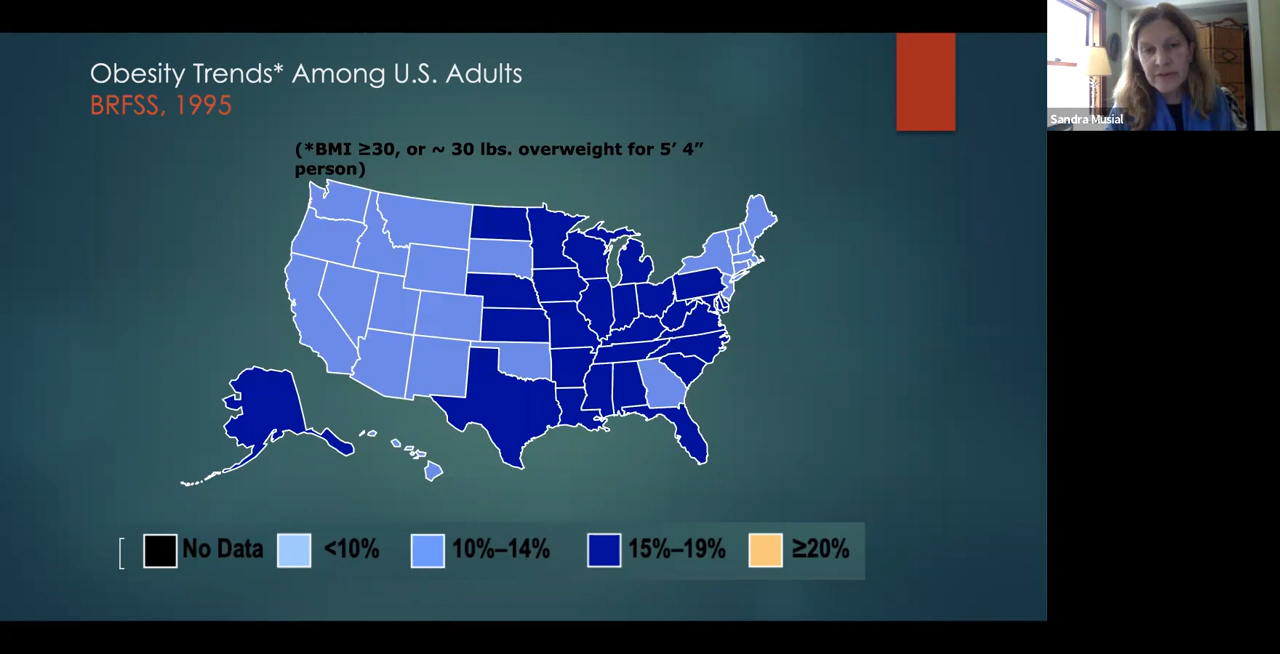 Obesity Trends* Among U.S. Adults
BRFSS, 1995
Sandra Musial
(*BMI ≥30, or ~ 30 lbs. overweight for 5’ 4”
person)
No Data <10% 10%–14% 15%–19% ≥20%